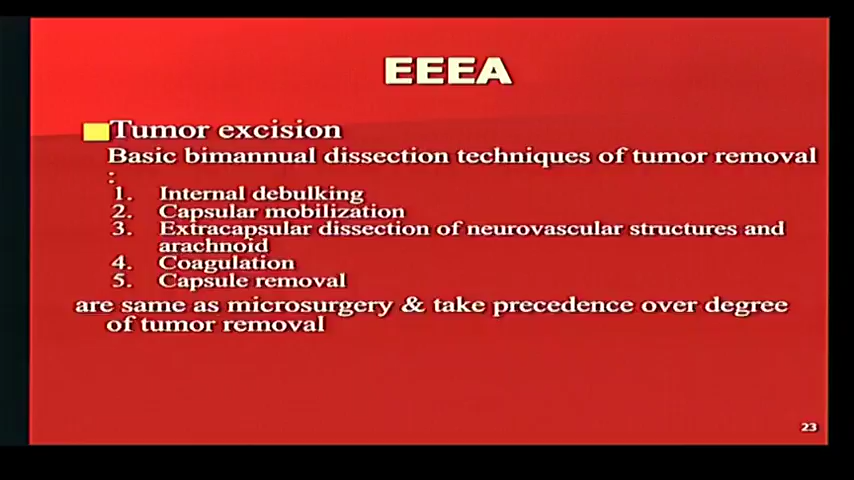 EEEA
Tumor excision
Basic bimannual dissection techniques of tumor removal
:
1. Internal debulking
2. Capsular mobilization
3. Extracapsular dissection of neurovascular structures and
arachnoid
4. Coagulation
5. Capsule removal
are same as microsurgery & take precedence over degree
of tumor removal
23